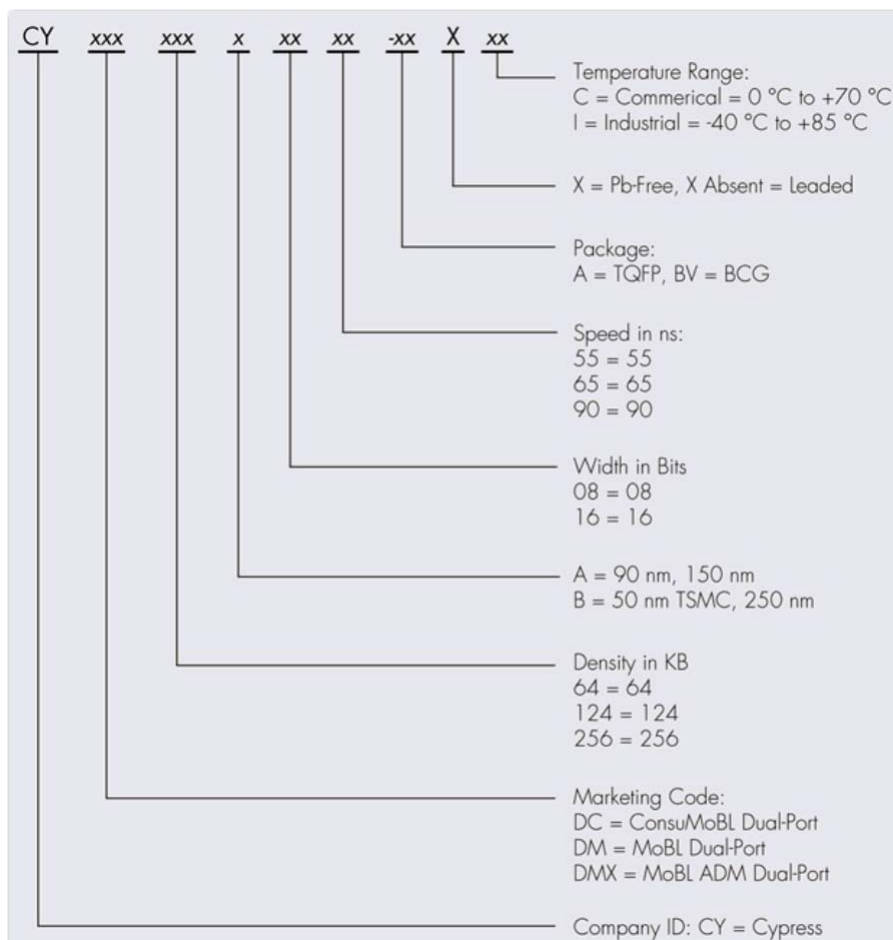 CY xxx xxx x xx xx -xx X xx
Temperature Range:
C = Commerical = 0 °C to +70 °C
I = Industrial = -40 °C to +85 °C
X = Pb-Free, X Absent = Leaded
Package:
A = TQFP, BV = BCG
Speed in ns:
55 = 55
65 = 65
90 = 90
Width in Bits
08 = 08
16 = 16
A = 90 nm, 150 nm
B = 50 nm TSMC, 250 nm
Density in KB
64 = 64
124 = 124
256 = 256
Marketing Code:
DC = ConsuMoBL Dual-Port
DM = MoBL Dual-Port
DMX = MoBL ADM Dual-Port
Company ID: CY = Cypress